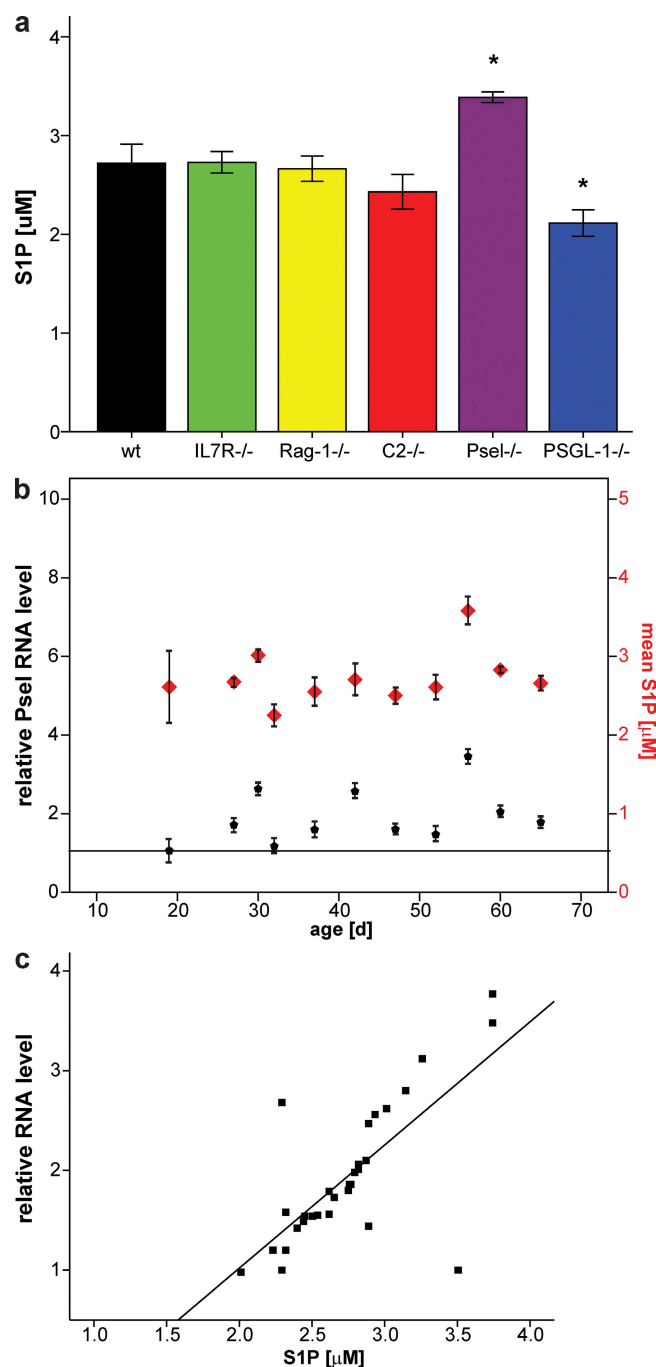 a
4
3
2
1
0
S1P [uM]
*
*
wt IL7R-/- Rag-1-/- C2-/- Psel-/- PSGL-1-/-
b
10
8
6
4
2
0
relative Psel RNA level
5
4
3
2
1
0
mean S1P [μM]
10 20 30 40 50 60 70
age [d]
c
4
3
2
1
relative RNA level
1.0 1.5 2.0 2.5 3.0 3.5 4.0
S1P [μM]